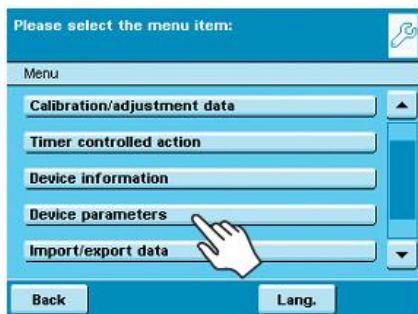 Please select the menu item:
Menu
Calibration/adjustment data
Timer controlled action
Device information
Device parameters
Import/export data
Back
Lang.